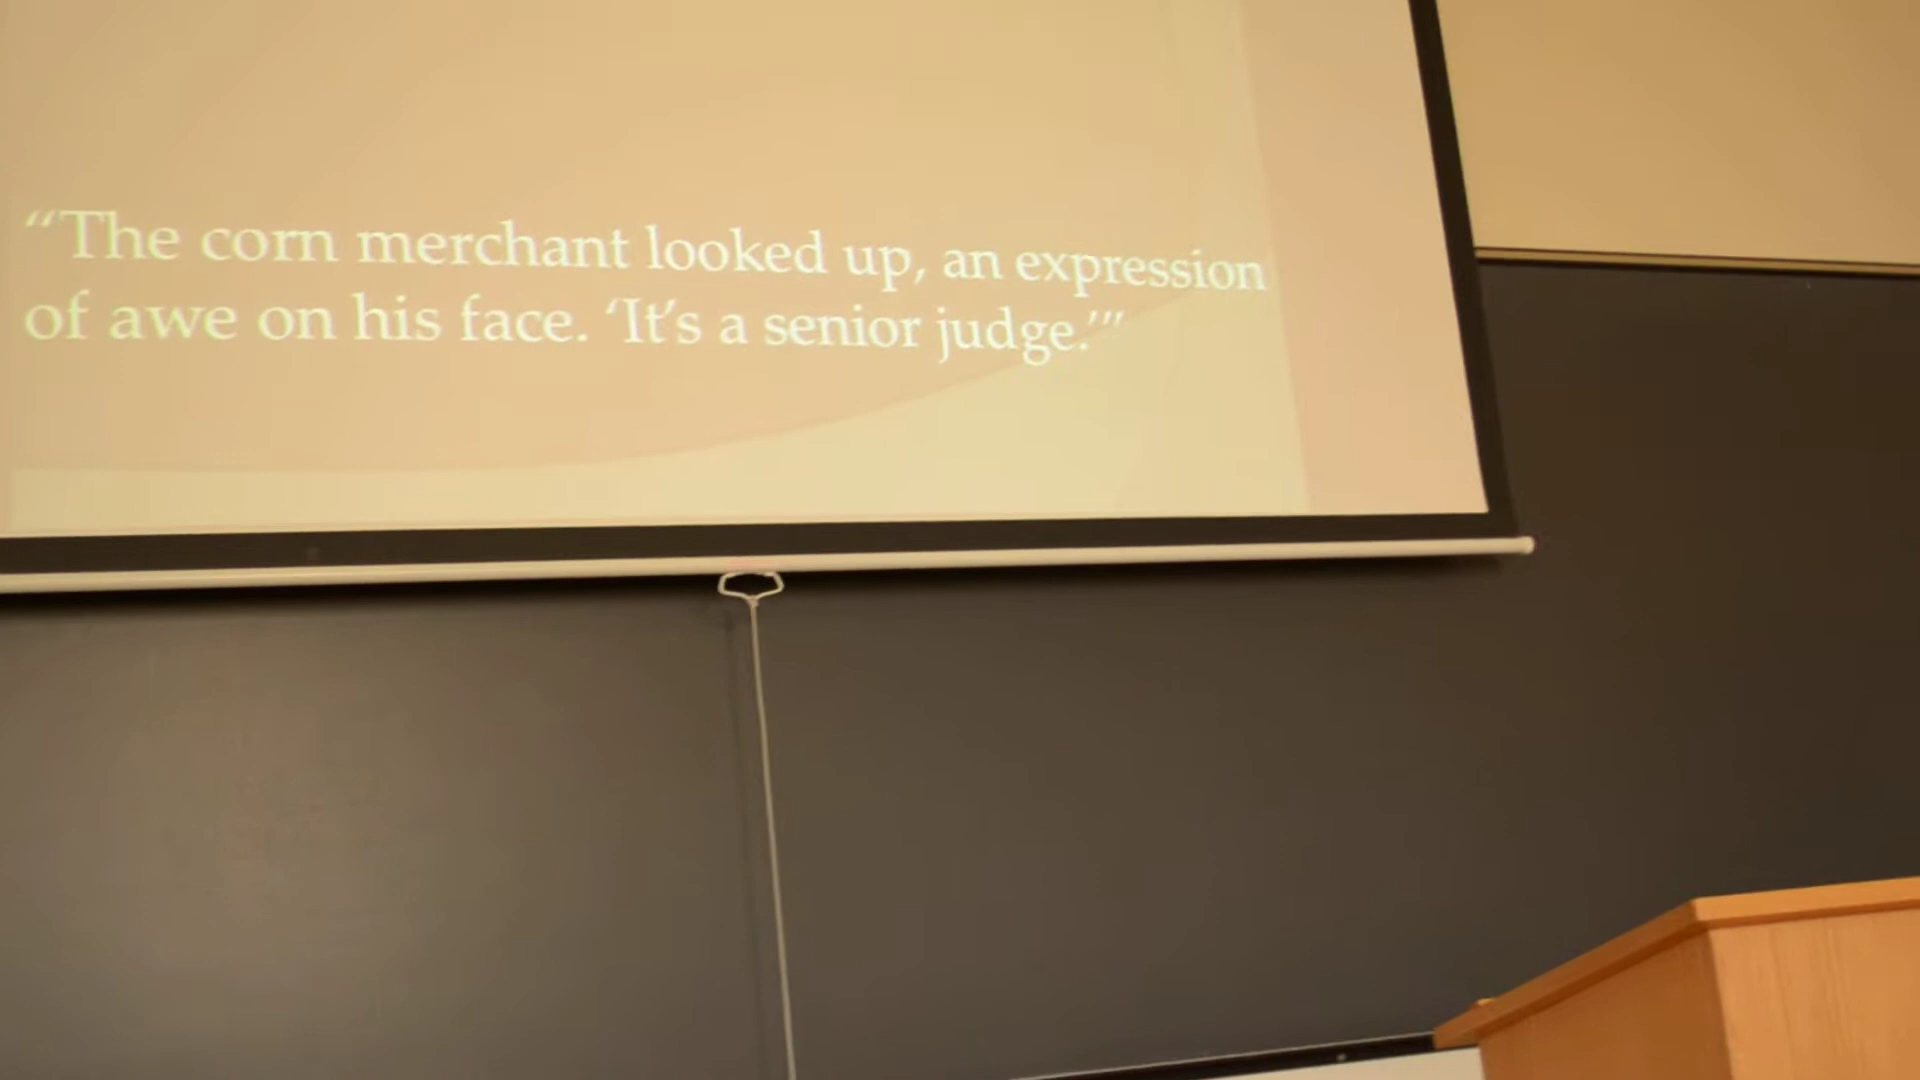 “The corn merchant looked up, an expression
of awe on his face. ‘It’s a senior judge.’”